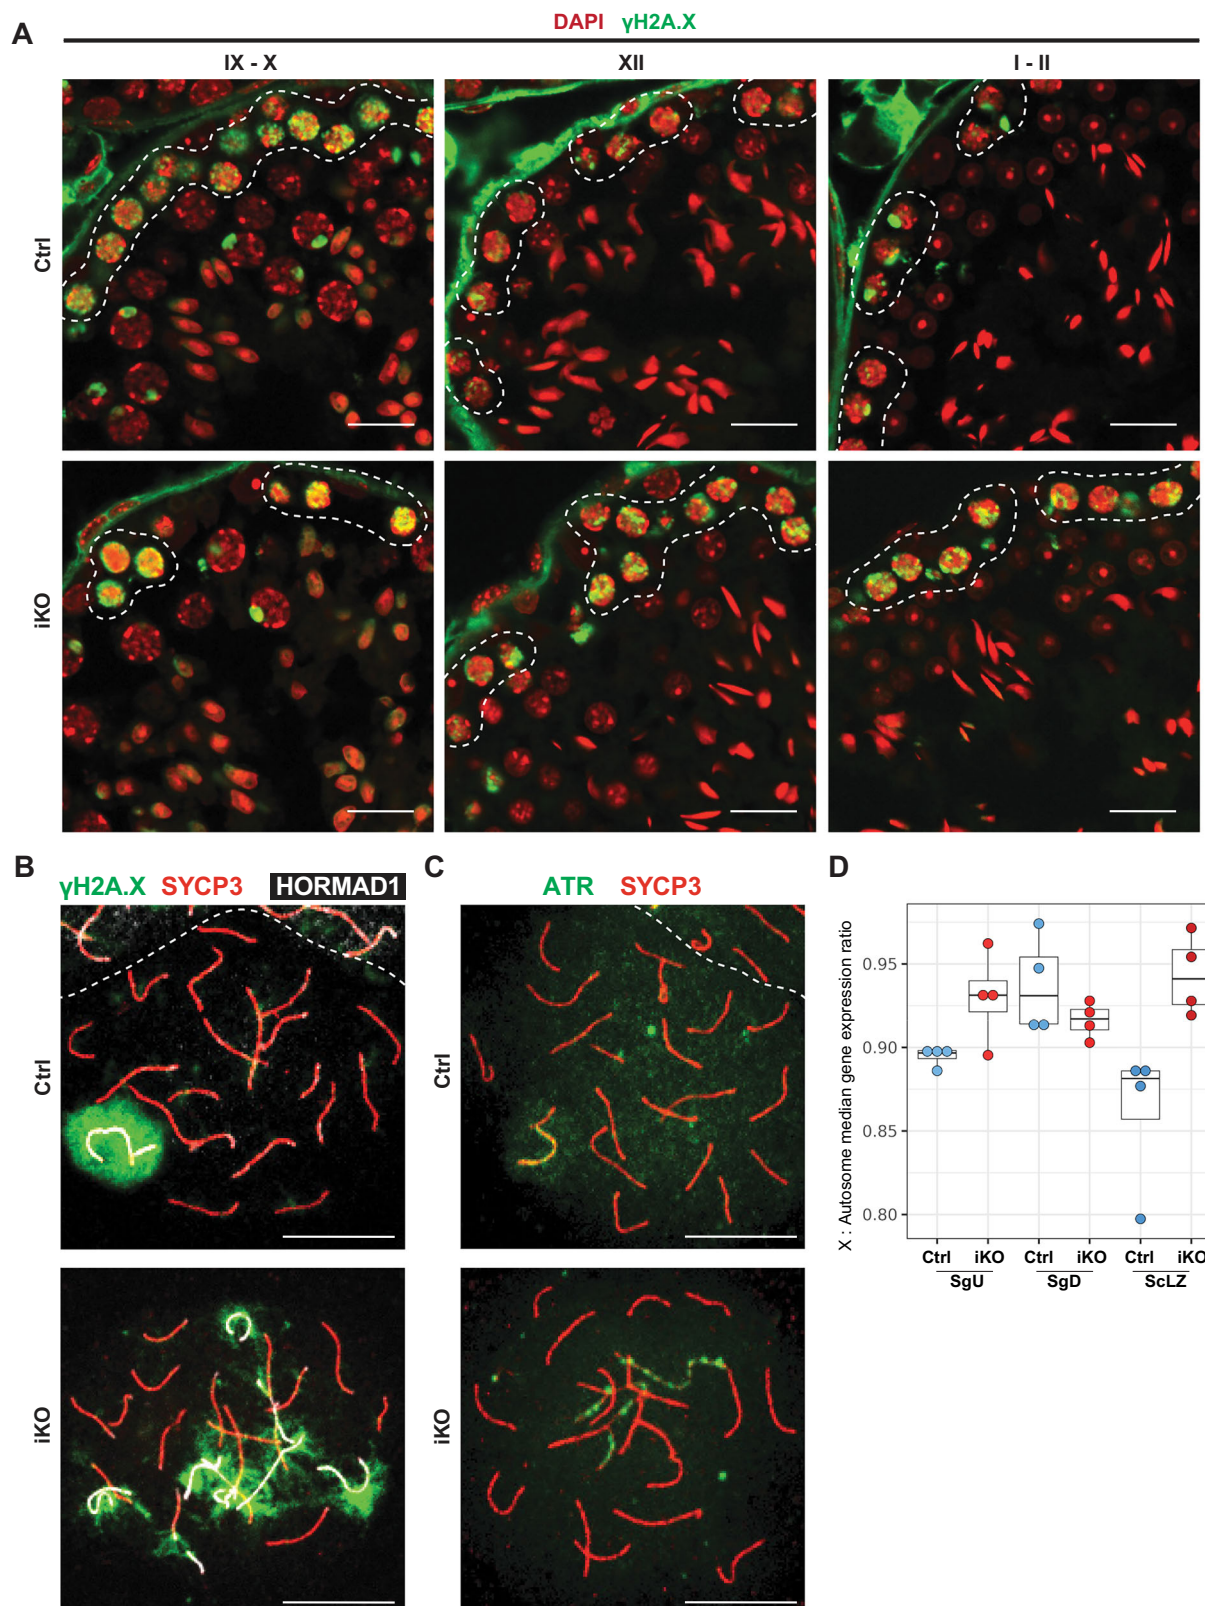 DAPI γH2A.X
A
IX - X XII I - II
Ctrl
iKO
B
γH2A.X SYCP3 HORMAD1
Ctrl
iKO
C
ATR SYCP3
Ctrl
iKO
D
X : Autosome median gene expression ratio
0.95
0.90
0.85
0.80
Ctrl iKO Ctrl iKO Ctrl iKO
SgU SgD ScLZ